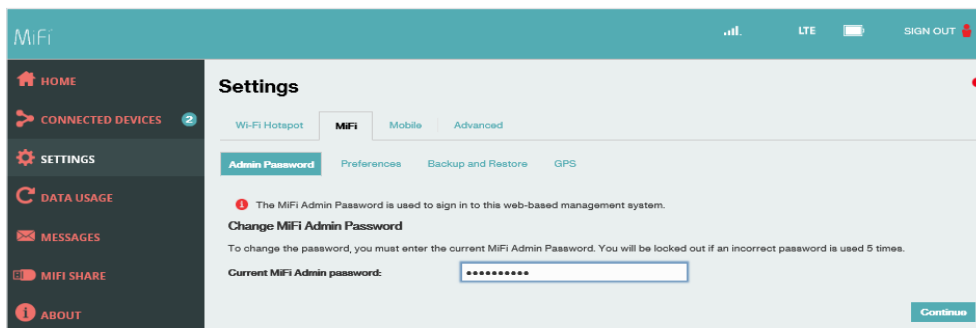 MiFi
LTE
SIGN OUT
HOME
CONNECTED DEVICES 2
SETTINGS
DATA USAGE
MESSAGES
MIFI SHARE
ABOUT
Settings
Wi-Fi Hotspot MiFi Mobile Advanced
Admin Password Preferences Backup and Restore GPS
The MiFi Admin Password is used to sign in to this web-based management system.
Change MiFi Admin Password
To change the password, you must enter the current MiFi Admin Password. You will be locked out if an incorrect password is used 5 times.
Current MiFi Admin password: ••••••••••
Continue